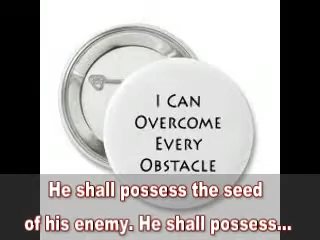 I CAN
OVERCOME
EVERY
OBSTACLE
He shall possess the seed
of his enemy. He shall possess...